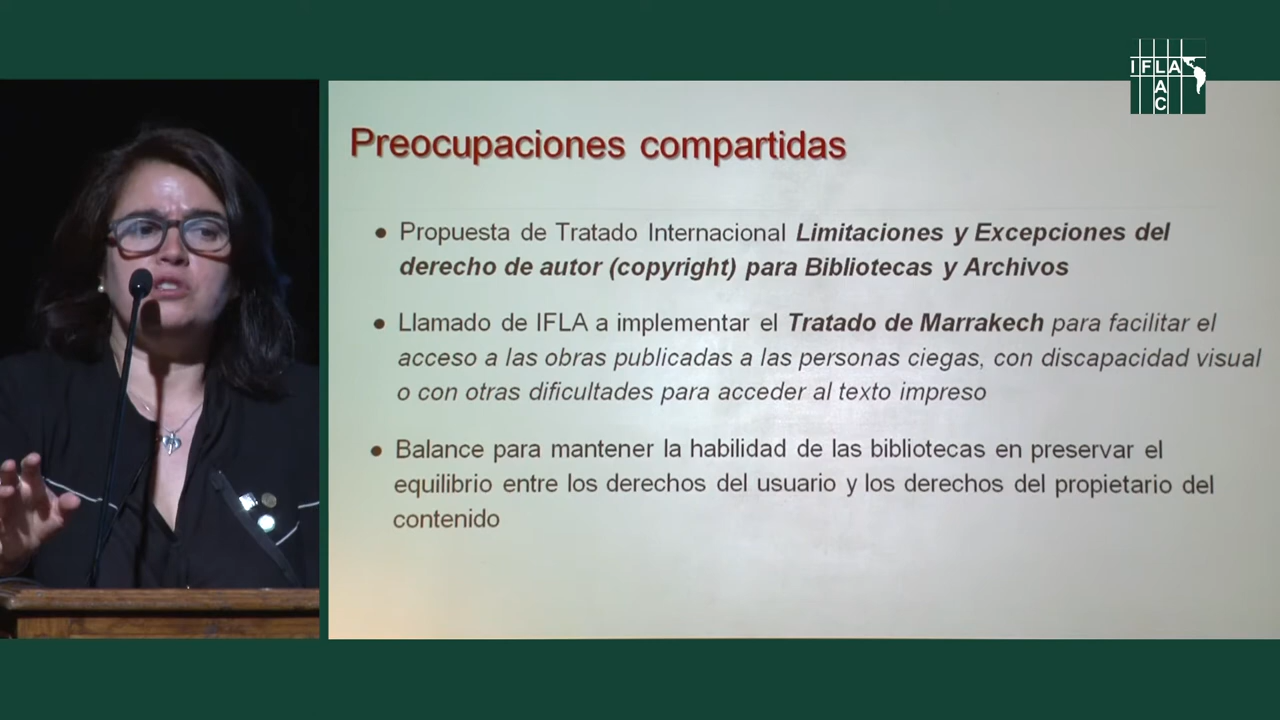 IFLA
LAC
Preocupaciones compartidas
● Propuesta de Tratado Internacional Limitaciones y Excepciones del
derecho de autor (copyright) para Bibliotecas y Archivos
● Llamado de IFLA a implementar el Tratado de Marrakech para facilitar el
acceso a las obras publicadas a las personas ciegas, con discapacidad visual
o con otras dificultades para acceder al texto impreso
● Balance para mantener la habilidad de las bibliotecas en preservar el
equilibrio entre los derechos del usuario y los derechos del propietario del
contenido